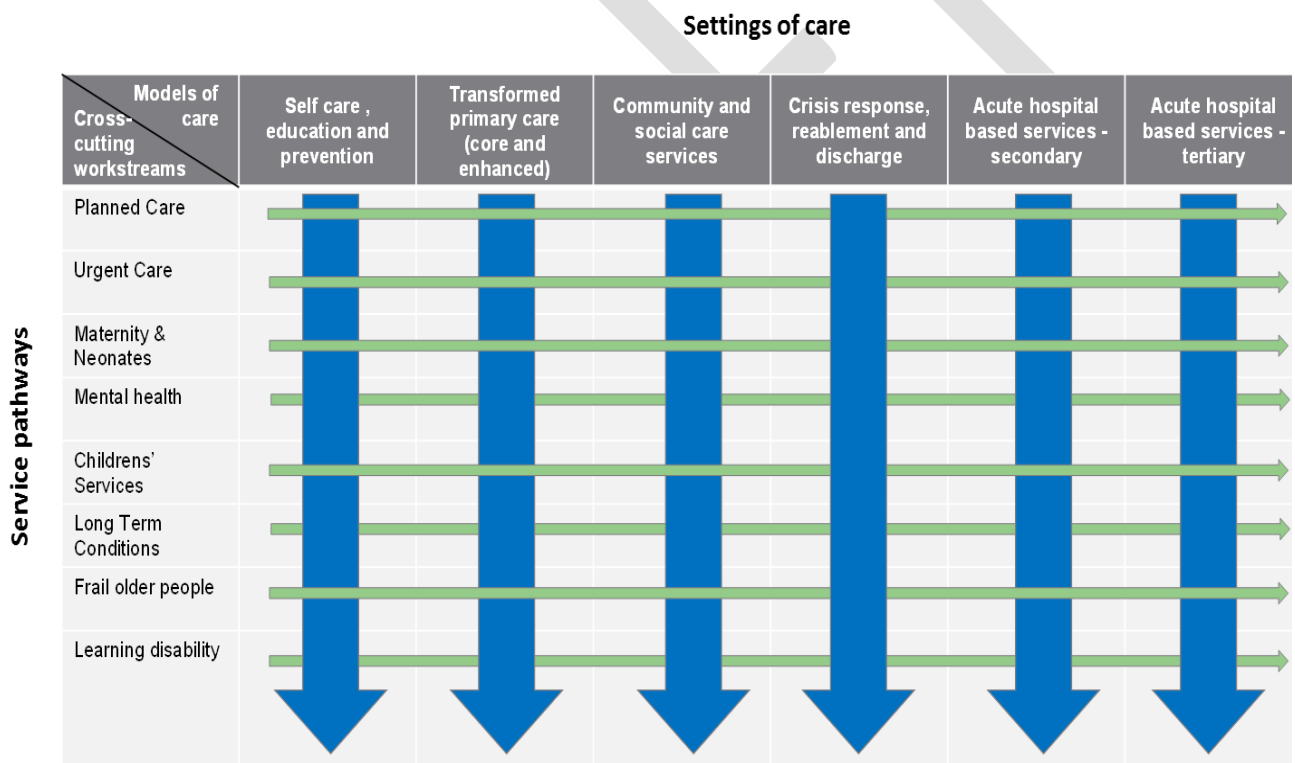 Settings of care
Models of
care
Cross-
cutting
workstreams
Self care ,
education and
prevention
Transformed
primary care
(core and
enhanced)
Community and
social care
services
Crisis response,
reablement and
discharge
Acute hospital
based services -
secondary
Acute hospital
based services -
tertiary
Service pathways
Planned Care
Urgent Care
Maternity &
Neonates
Mental health
Childrens’
Services
Long Term
Conditions
Frail older people
Learning disability